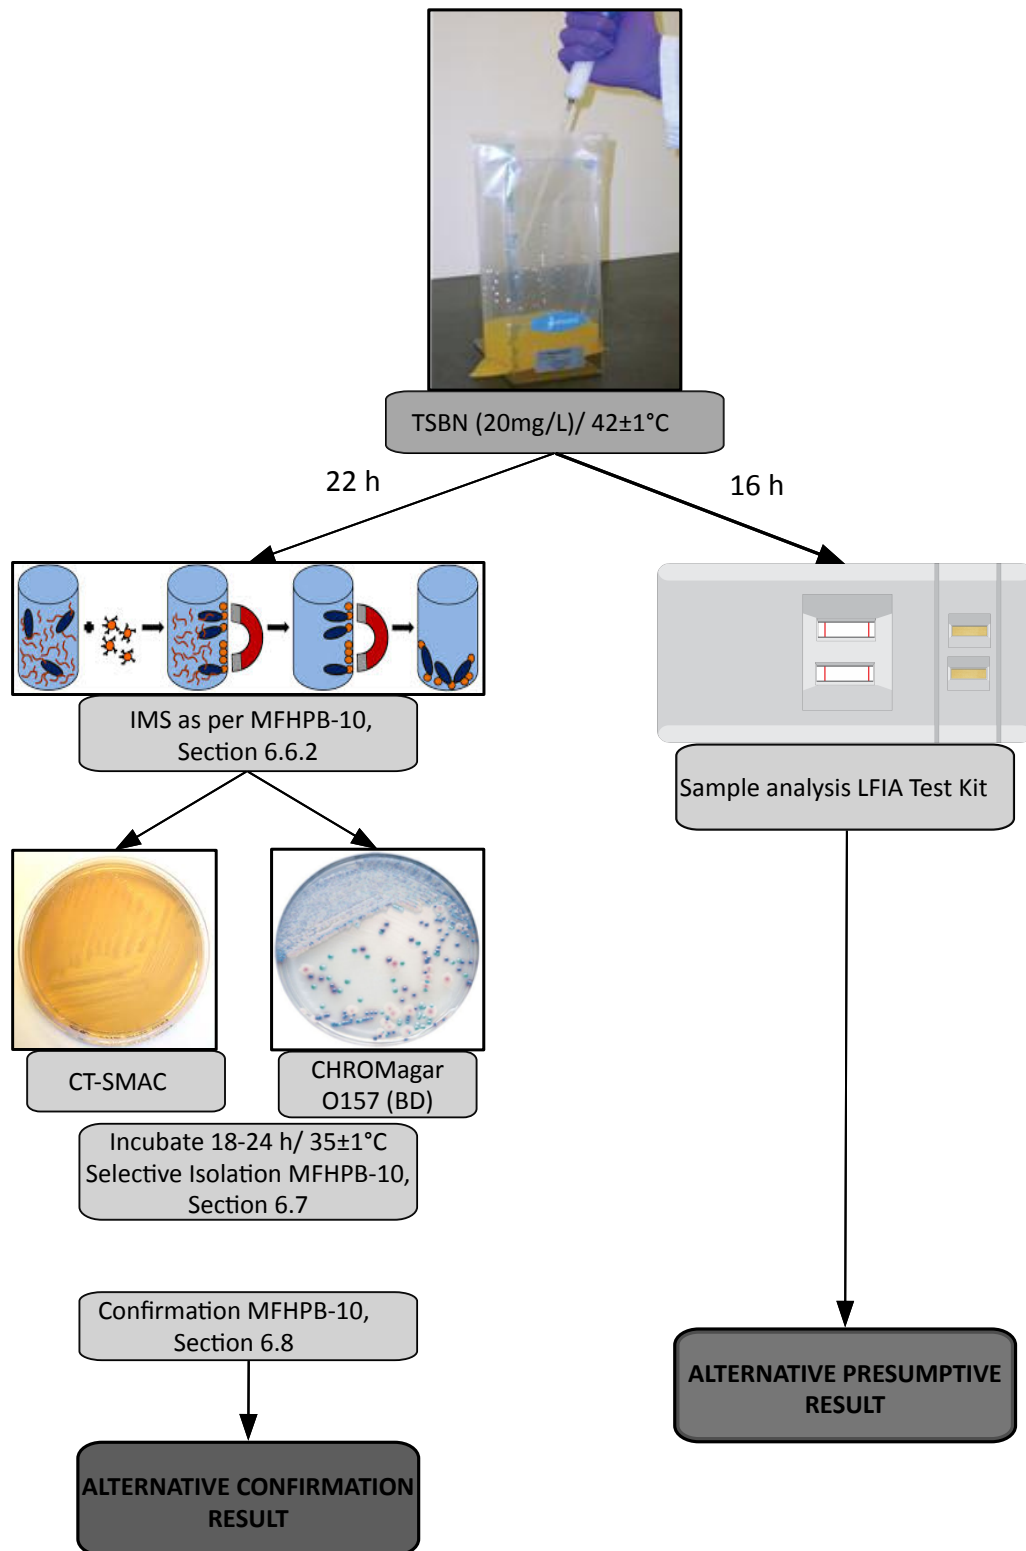 TSBN (20mg/L)/ 42±1°C
22 h
16 h
IMS as per MFHPB-10,
Section 6.6.2
Sample analysis LFIA Test Kit
CT-SMAC
CHROMagar
O157 (BD)
Incubate 18-24 h/ 35±1°C
Selective Isolation MFHPB-10,
Section 6.7
Confirmation MFHPB-10,
Section 6.8
ALTERNATIVE PRESUMPTIVE
RESULT
ALTERNATIVE CONFIRMATION
RESULT